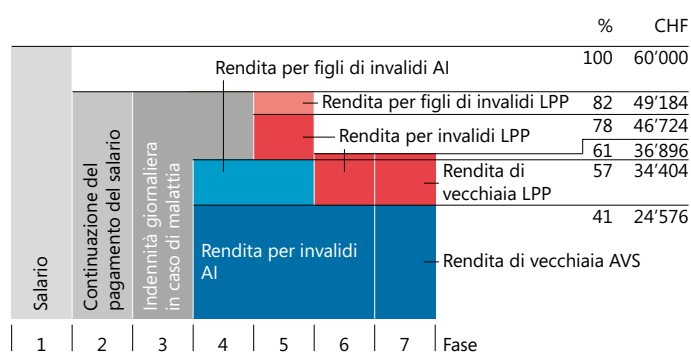 % CHF
100 60’000
Rendita per figli di invalidi AI
Rendita per figli di invalidi LPP 82 49’184
78 46’724
Rendita per invalidi LPP
61 36’896
Rendita di
vecchiaia LPP
57 34’404
41 24’576
Salario
Continuazione del
pagamento del salario
Indennità giornaliera
in caso di malattia
Rendita per invalidi
AI
Rendita di vecchiaia AVS
1 2 3 4 5 6 7 Fase